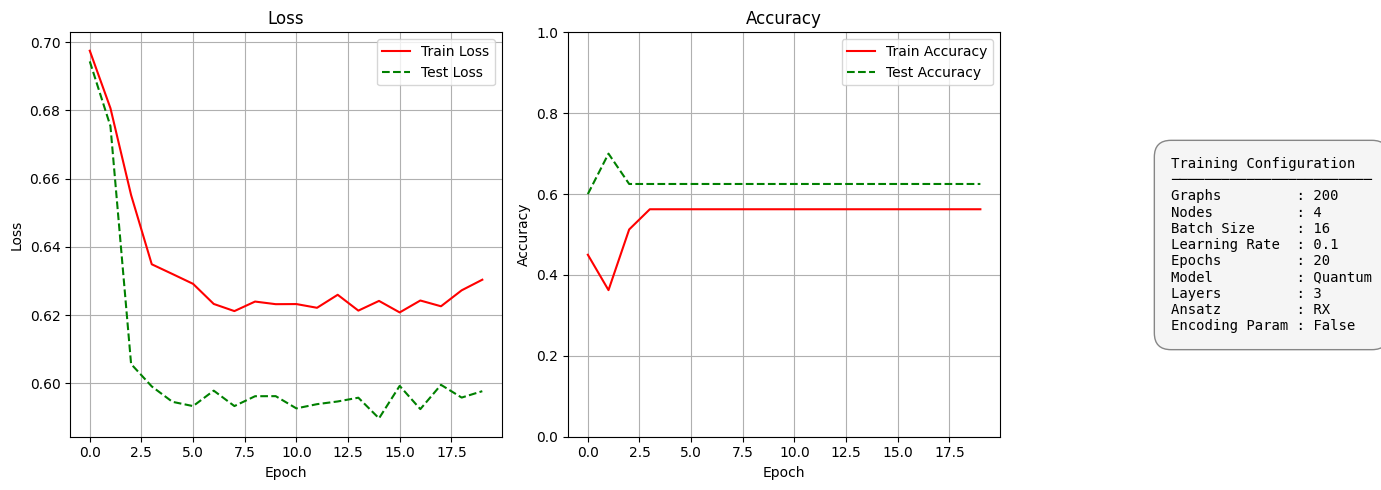 Loss
0.70
0.68
0.66
0.64
0.62
0.60
Loss
Train Loss
Test Loss
0.0 2.5 5.0 7.5 10.0 12.5 15.0 17.5
Epoch
Accuracy
1.0
0.8
0.6
0.4
0.2
0.0
Accuracy
Train Accuracy
Test Accuracy
0.0 2.5 5.0 7.5 10.0 12.5 15.0 17.5
Epoch
Training Configuration
Graphs : 200
Nodes : 4
Batch Size : 16
Learning Rate : 0.1
Epochs : 20
Model : Quantum
Layers : 3
Ansatz : RX
Encoding Param : False